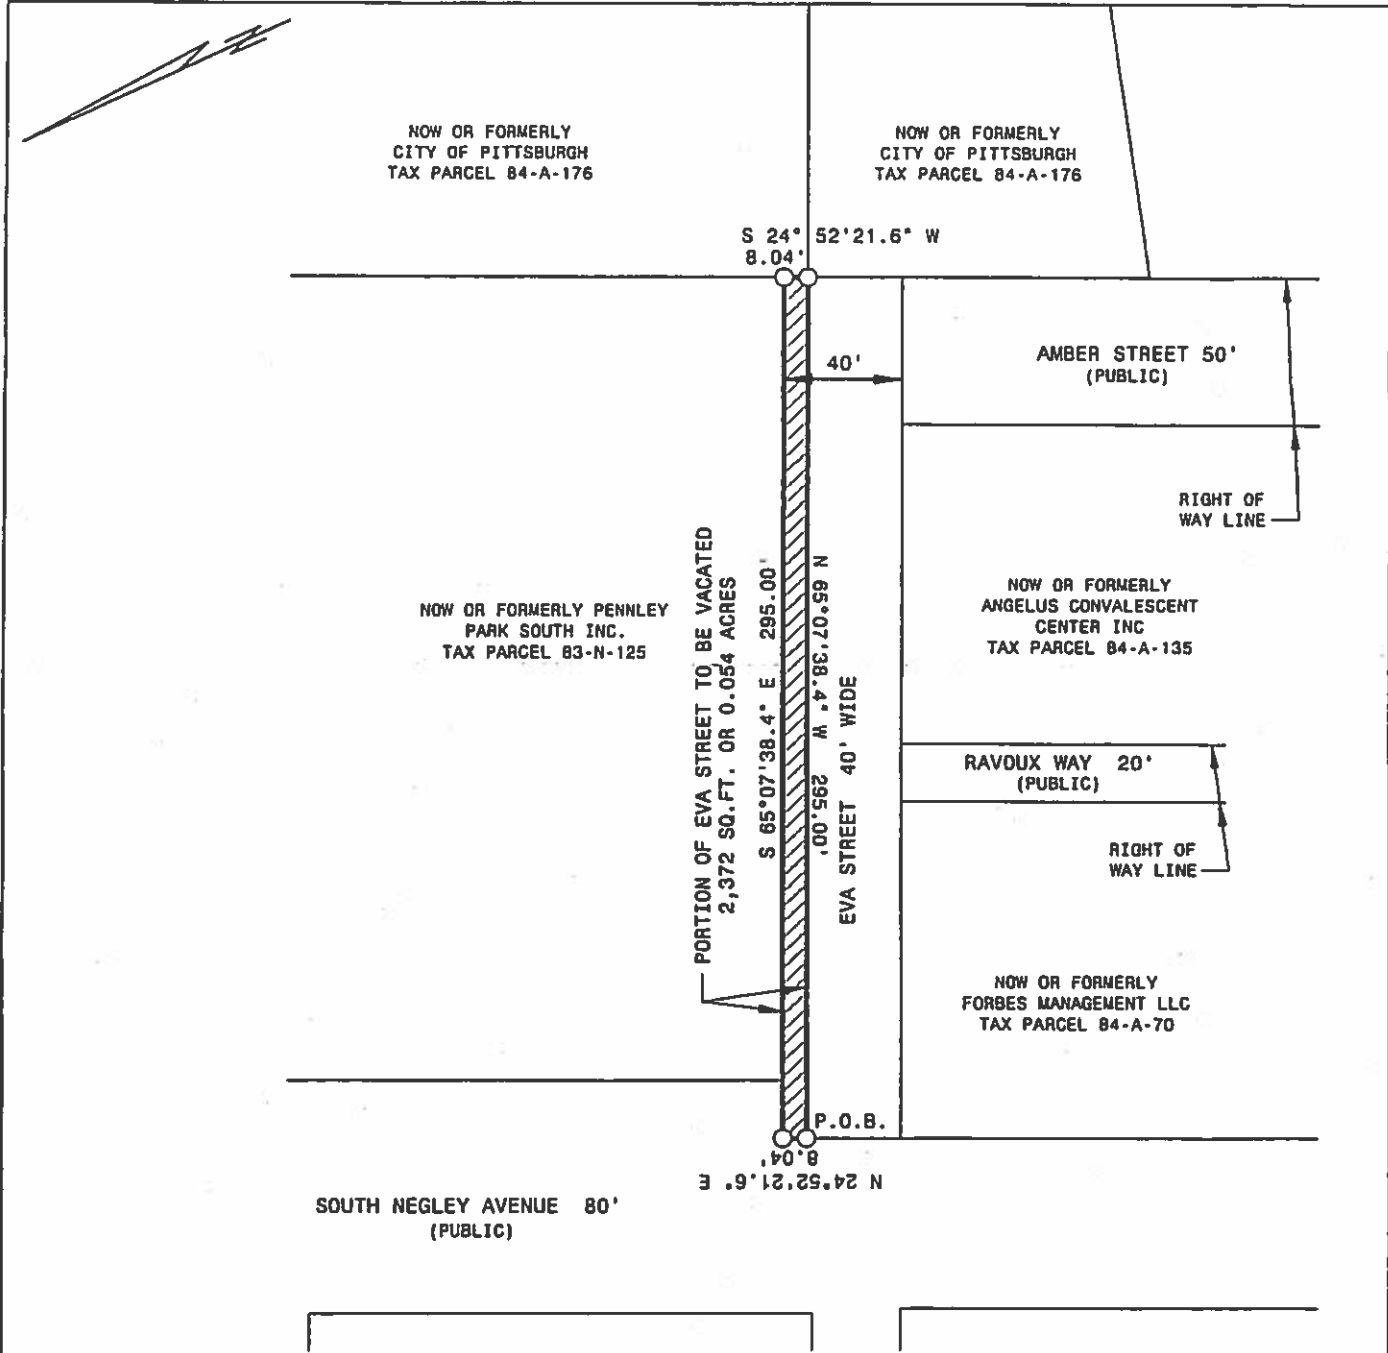 N
NOW OR FORMERLY
CITY OF PITTSBURGH
TAX PARCEL 84-A-176
NOW OR FORMERLY
CITY OF PITTSBURGH
TAX PARCEL 84-A-176
S 24° 52'21.6" W
8.04'
40'
AMBER STREET 50'
(PUBLIC)
RIGHT OF
WAY LINE
NOW OR FORMERLY PENNLEY
PARK SOUTH INC.
TAX PARCEL 83-N-125
PORTION OF EVA STREET TO BE VACATED
2,372 SQ.FT. OR 0.054 ACRES
S 65°07'38.4" E 295.00'
N 65°07'38.4" W 295.00'
EVA STREET 40' WIDE
NOW OR FORMERLY
ANGELUS CONVALESCENT
CENTER INC
TAX PARCEL 84-A-135
RAVOUX WAY 20'
(PUBLIC)
RIGHT OF
WAY LINE
NOW OR FORMERLY
FORBES MANAGEMENT LLC
TAX PARCEL 84-A-70
P.O.B.
8.04'
N 24°52'21.6" E
SOUTH NEGLEY AVENUE 80'
(PUBLIC)